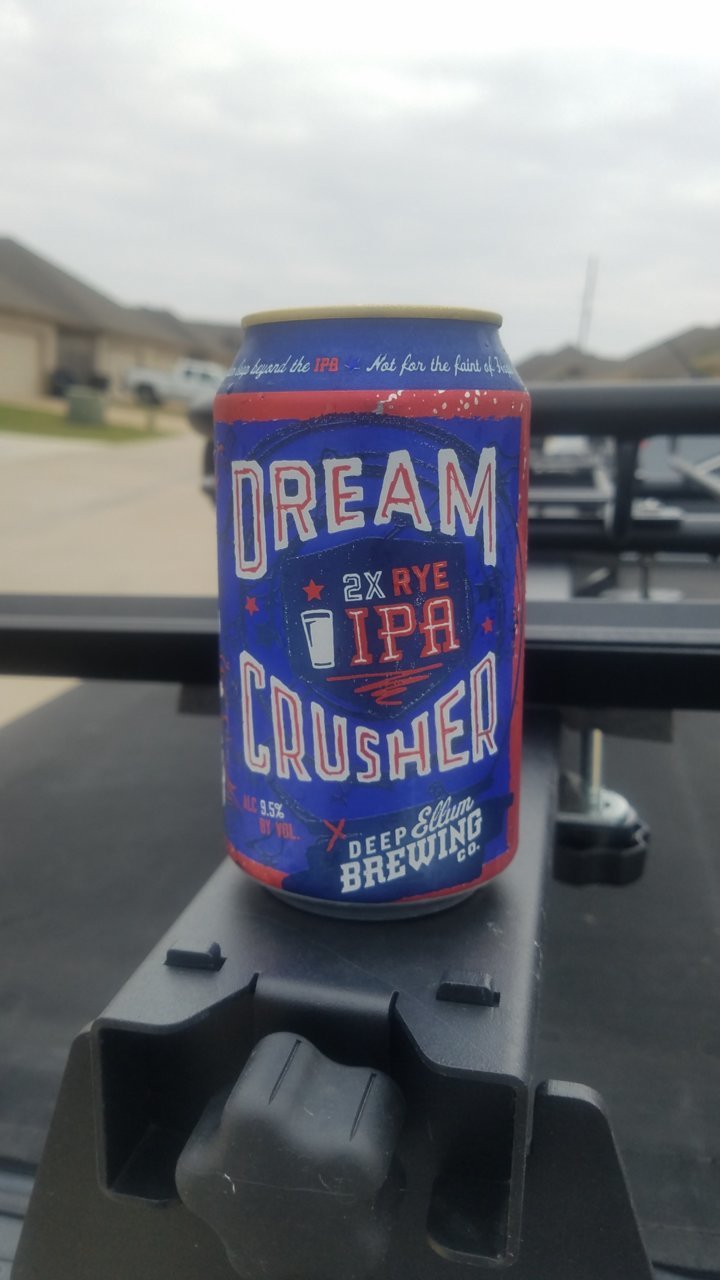 beyond the IPA Not for the faint of
DREAM
2X RYE
IPA
CRUSHER
ALC 9.5%
BY VOL.
DEEP Ellum
BREWING
CO.